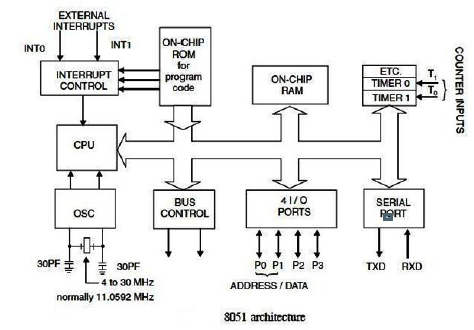 EXTERNAL
INTERRUPTS
INT0
INT1
INTERRUPT
CONTROL
ON-CHIP
ROM
for
program
code
ON-CHIP
RAM
ETC.
TIMER 0
TIMER 1
T1
T0
COUNTER INPUTS
CPU
OSC
BUS
CONTROL
4 I / O
PORTS
SERIAL
PORT
30PF
30PF
4 to 30 MHz
normally 11.0592 MHz
P0 P1 P2 P3
ADDRESS / DATA
TXD RXD
8051 architecture